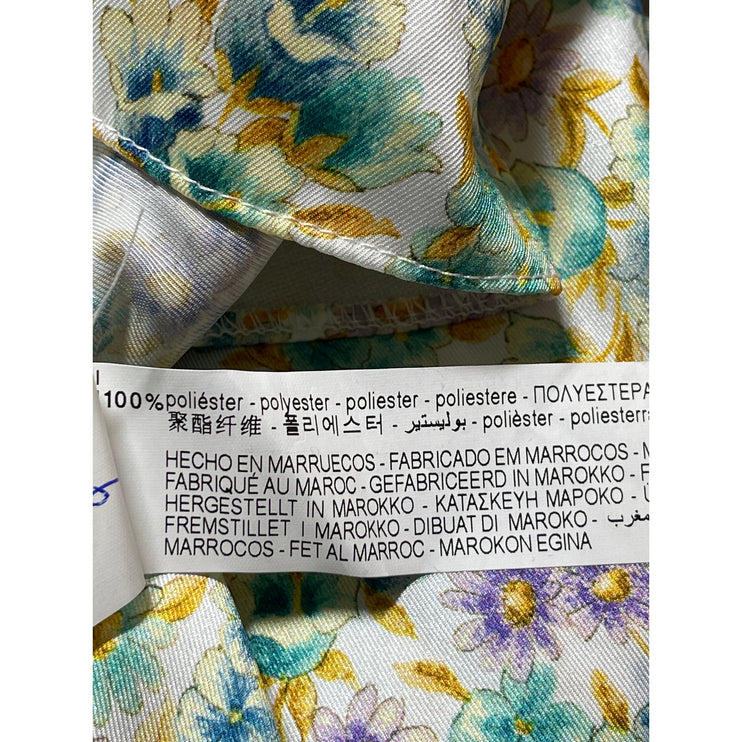 100% poliéster - polyester - poliester - poliestere - ΠΟΛΥΕΣΤΕΡΑ
聚酯纤维 - 폴리에스터 - بوليستير - polièster - poliesterra
HECHO EN MARRUECOS - FABRICADO EM MARROCOS - M
FABRIQUÉ AU MAROC - GEFABRICEERD IN MAROKKO - F
HERGESTELLT IN MAROKKO - ΚΑΤΑΣΚΕΥΗ ΜΑΡΟΚΟ - U
FREMSTILLET I MAROKKO - DIBUAT DI MAROKO - مغرب
MARROCOS - FET AL MARROC - MAROKON EGINA